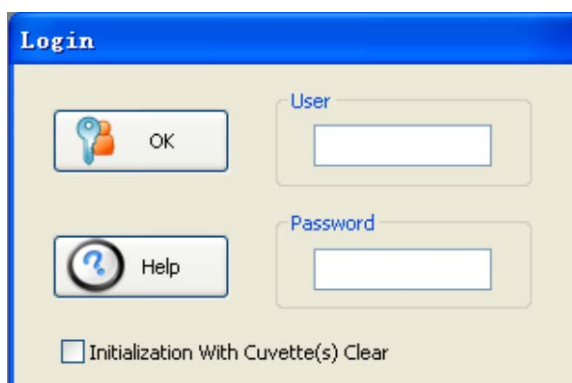 Login
User
OK
Password
Help
Initialization With Cuvette(s) Clear